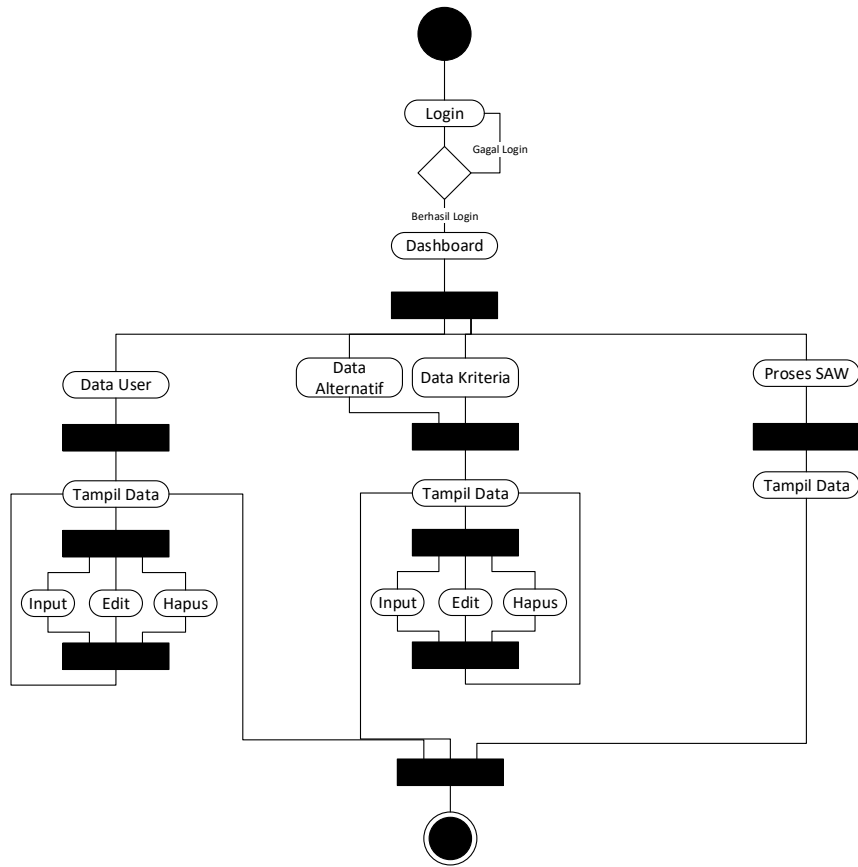 Login
Gagal Login
Berhasil Login
Dashboard
Data User
Data
Alternatif
Data Kriteria
Proses SAW
Tampil Data
Tampil Data
Tampil Data
Input
Edit
Hapus
Input
Edit
Hapus